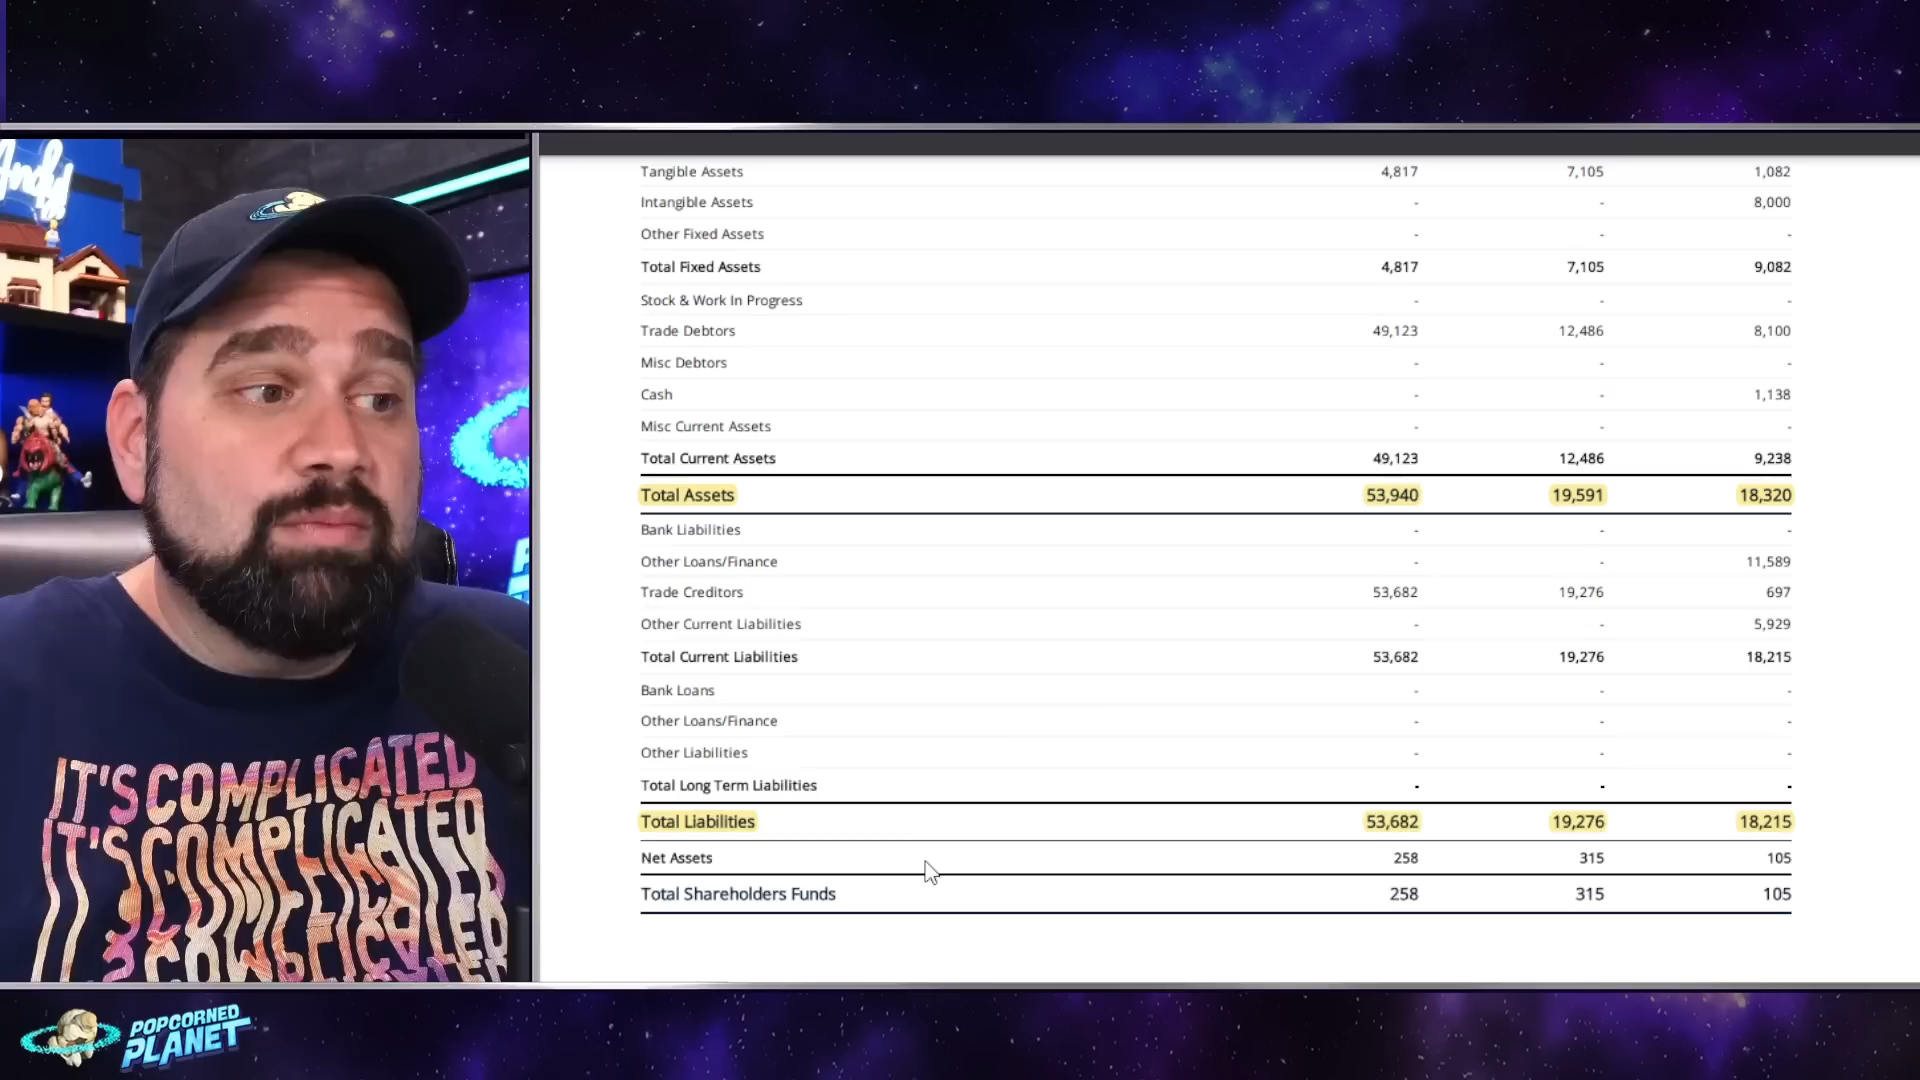 Andy
Tangible Assets 4,817 7,105 1,082
Intangible Assets - - 8,000
Other Fixed Assets - - -
Total Fixed Assets 4,817 7,105 9,082
Stock & Work In Progress - - -
Trade Debtors 49,123 12,486 8,100
Misc Debtors - - -
Cash - - 1,138
Misc Current Assets - - -
Total Current Assets 49,123 12,486 9,238
Total Assets 53,940 19,591 18,320
Bank Liabilities - - -
Other Loans/Finance - - 11,589
Trade Creditors 53,682 19,276 697
Other Current Liabilities - - 5,929
Total Current Liabilities 53,682 19,276 18,215
Bank Loans - - -
Other Loans/Finance - - -
Other Liabilities - - -
Total Long Term Liabilities - - -
Total Liabilities 53,682 19,276 18,215
Net Assets 258 315 105
Total Shareholders Funds 258 315 105
IT'S COMPLICATED
IT'S COMPLICATED
POPCORNED
PLANET